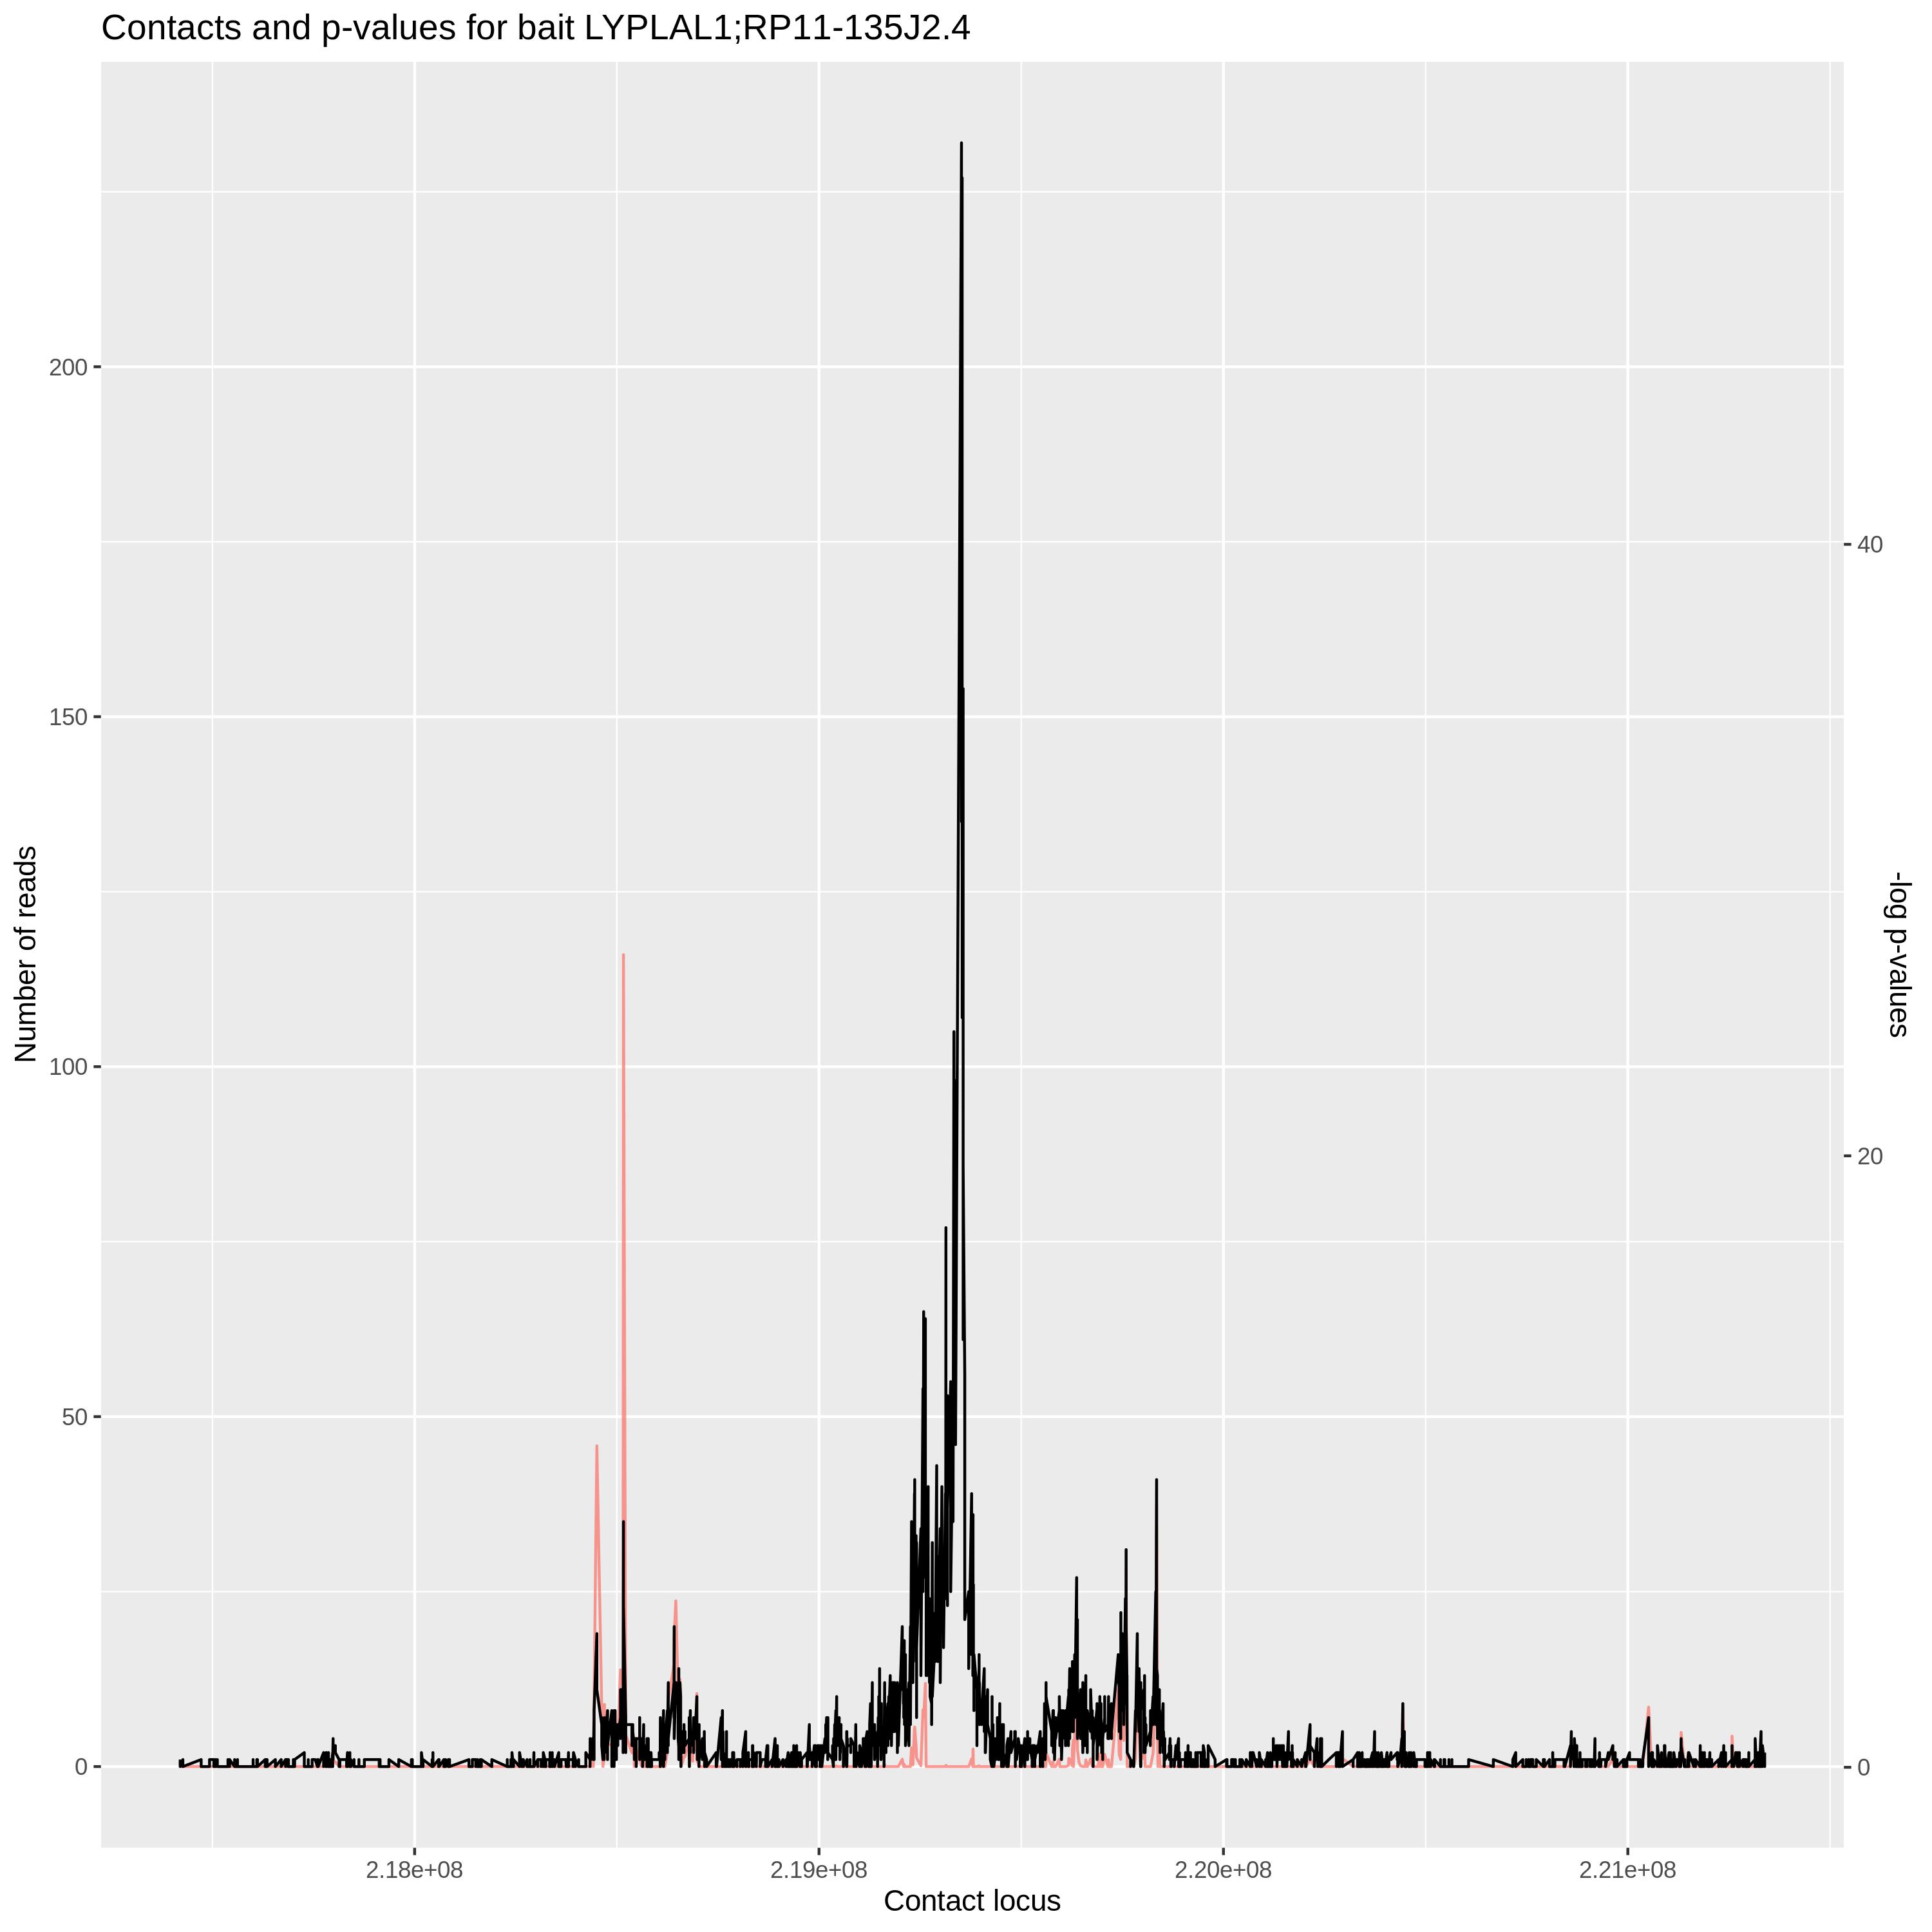 Contacts and p-values for bait LYPLAL1;RP11-135J2.4
Number of reads
200
150
100
50
0
40
20
0
-log p-values
2.18e+08
2.19e+08
2.20e+08
2.21e+08
Contact locus